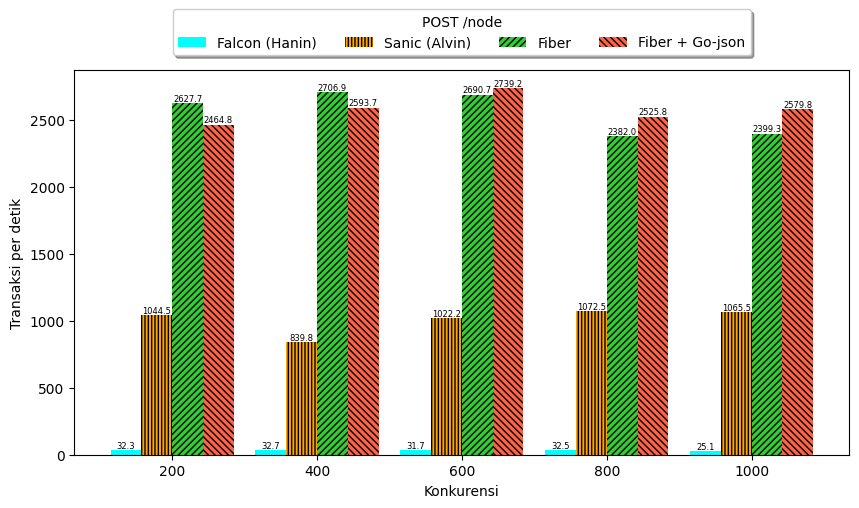 POST /node
Falcon (Hanin) Sanic (Alvin) Fiber Fiber + Go-json
Transaksi per detik
2500
2000
1500
1000
500
0
32.3 1044.5 2627.7 2464.8
32.7 839.8 2706.9 2593.7
31.7 1022.2 2690.7 2739.2
32.5 1072.5 2382.0 2525.8
25.1 1065.5 2399.3 2579.8
200 400 600 800 1000
Konkurensi